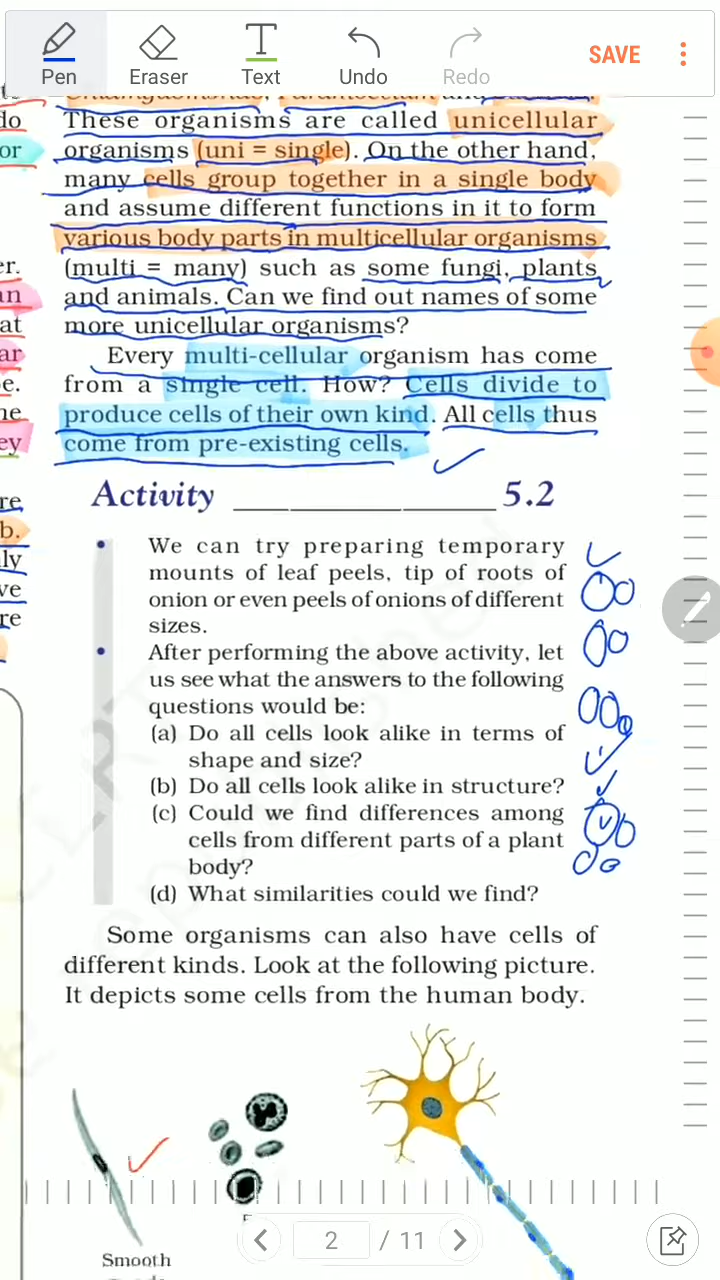 Pen
Eraser
Text
Undo
Redo
SAVE
These organisms are called unicellular
organisms (uni = single). On the other hand,
many cells group together in a single body
and assume different functions in it to form
various body parts in multicellular organisms
(multi = many) such as some fungi, plants
and animals. Can we find out names of some
more unicellular organisms?
Every multi-cellular organism has come
from a single cell. How? Cells divide to
produce cells of their own kind. All cells thus
come from pre-existing cells.
Activity 5.2
• We can try preparing temporary
mounts of leaf peels, tip of roots of
onion or even peels of onions of different
sizes.
• After performing the above activity, let
us see what the answers to the following
questions would be:
(a) Do all cells look alike in terms of
shape and size?
(b) Do all cells look alike in structure?
(c) Could we find differences among
cells from different parts of a plant
body?
(d) What similarities could we find?
Some organisms can also have cells of
different kinds. Look at the following picture.
It depicts some cells from the human body.
Smooth
2 / 11